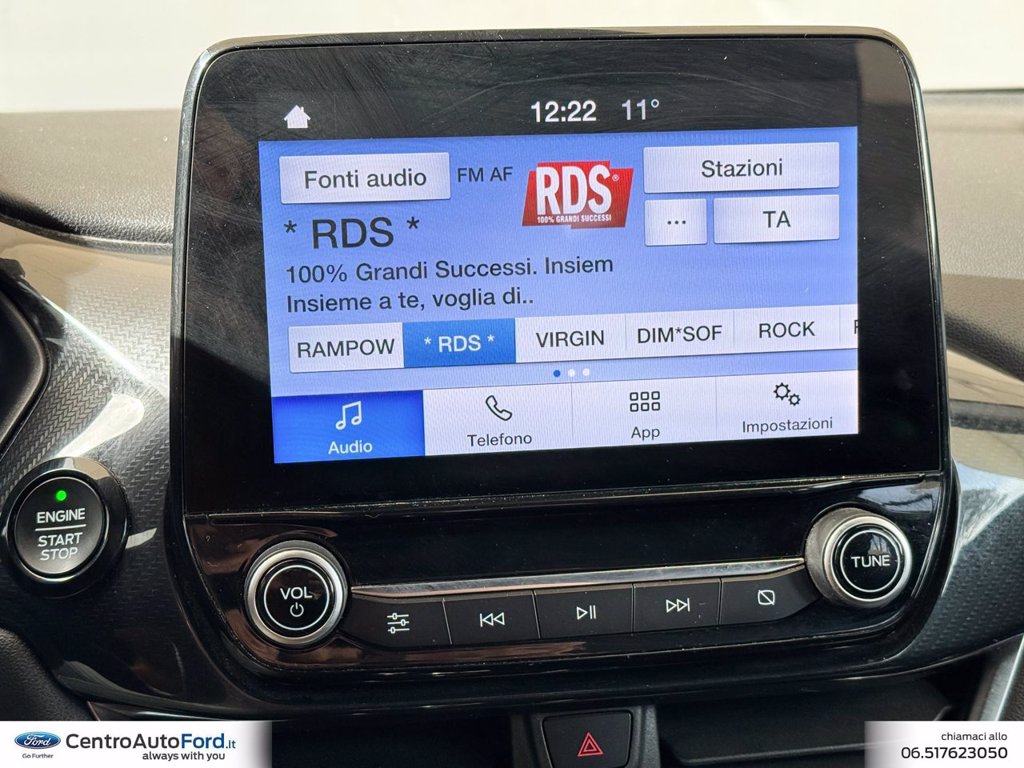 12:22 11°
Fonti audio FM AF RDS® Stazioni
100% GRANDI SUCCESSI
* RDS * ... TA
100% Grandi Successi. Insiem
Insieme a te, voglia di..
RAMPOW * RDS * VIRGIN DIM*SOF ROCK
Audio Telefono App Impostazioni
ENGINE
START
STOP
VOL
TUNE
Ford
Go Further
CentroAutoFord.it
always with you
chiamaci allo
06.517623050